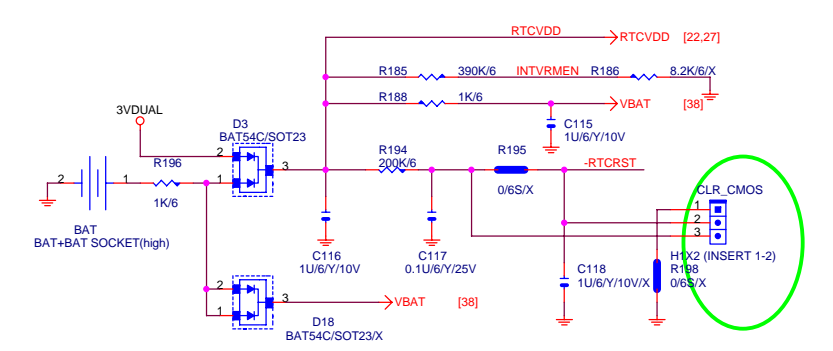 RTCVDD
RTCVDD [22,27]
R185 390K/6 INTVRMEN R186 8.2K/6/X
R188 1K/6
VBAT [38]
3VDUAL
D3
BAT54C/SOT23
C115
1U/6/Y/10V
2
3
R194
200K/6
R195
0/6S/X
-RTCRST
2 1
R196
1K/6
1
BAT
BAT+BAT SOCKET(high)
CLR_CMOS
1
2
3
H1X2 (INSERT 1-2)
R198
0/6S/X
C116
1U/6/Y/10V
C117
0.1U/6/Y/25V
C118
1U/6/Y/10V/X
2
1
3
VBAT [38]
D18
BAT54C/SOT23/X